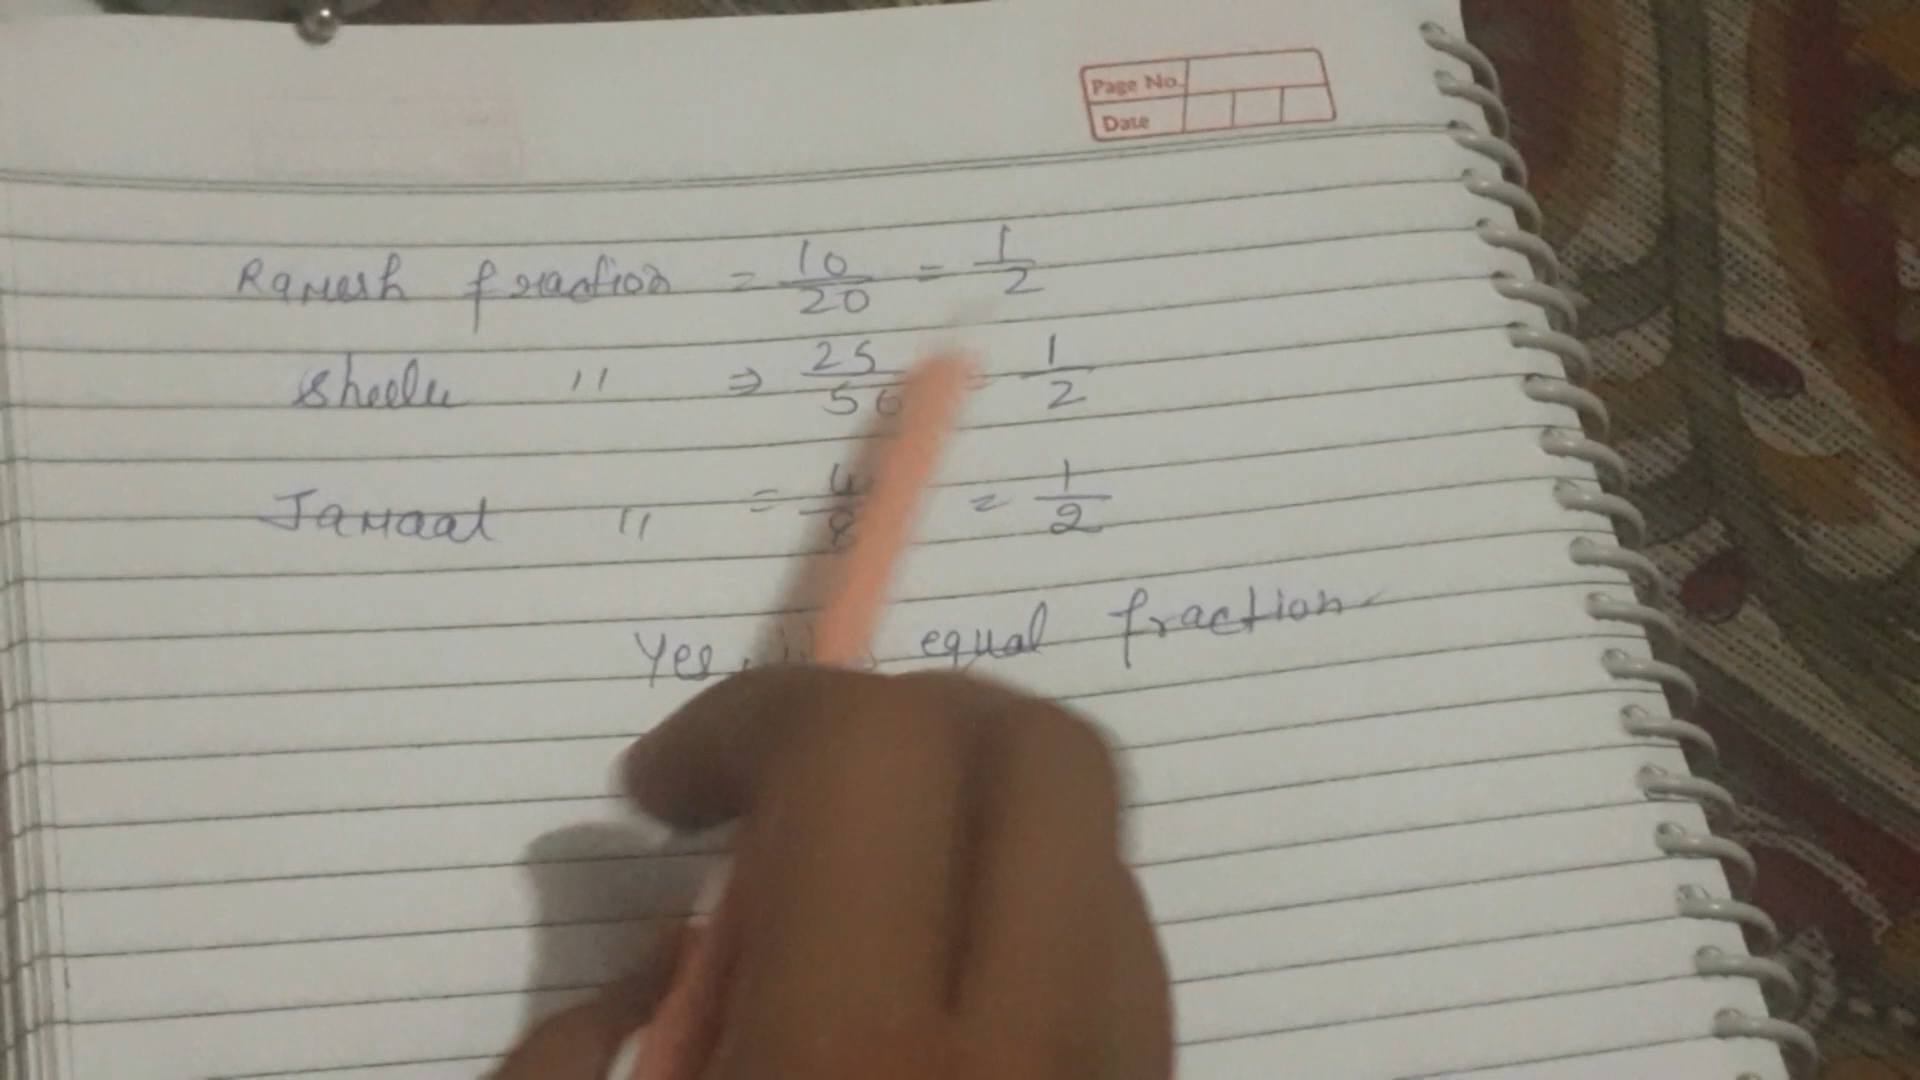 Page No.
Date
Ramesh fraction = 10/20 = 1/2
Sheelu " ⇒ 25/50 = 1/2
Jamaal " = 4/8 = 1/2
Yes, equal fraction